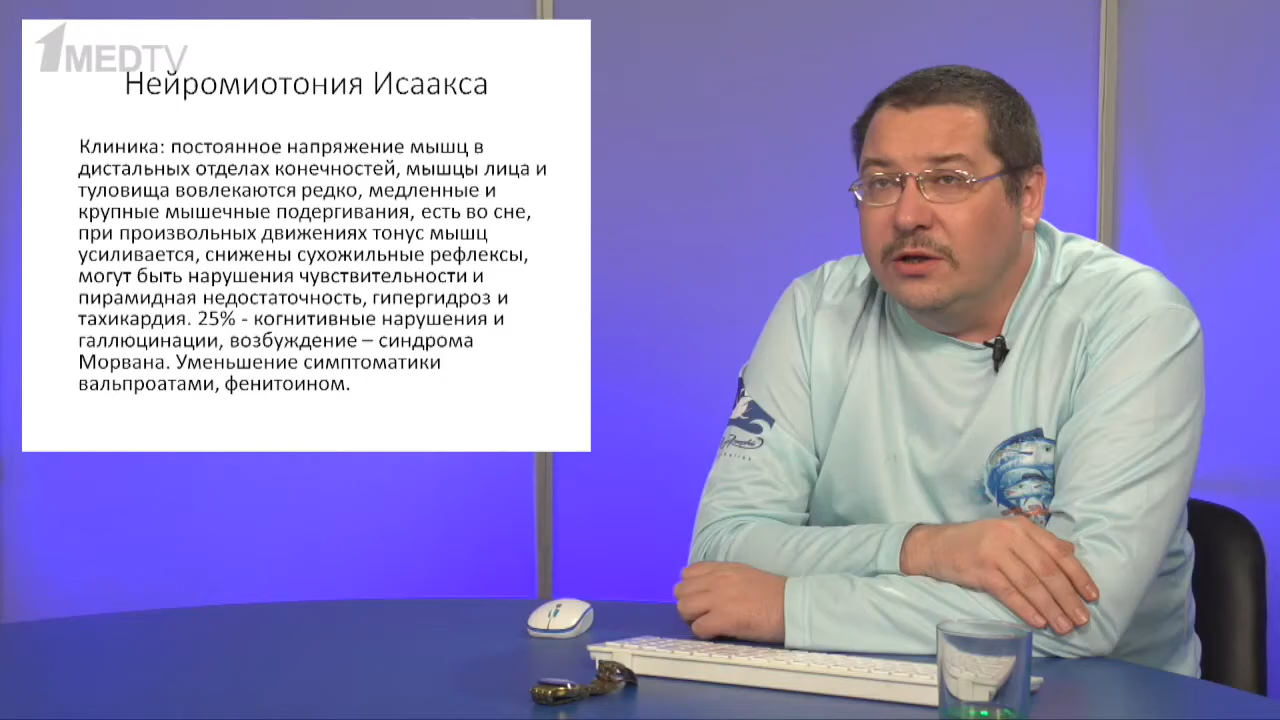 1MEDTV
Нейромиотония Исаакса
Клиника: постоянное напряжение мышц в
дистальных отделах конечностей, мышцы лица и
туловища вовлекаются редко, медленные и
крупные мышечные подергивания, есть во сне,
при произвольных движениях тонус мышц
усиливается, снижены сухожильные рефлексы,
могут быть нарушения чувствительности и
пирамидная недостаточность, гипергидроз и
тахикардия. 25% - когнитивные нарушения и
галлюцинации, возбуждение – синдрома
Морвана. Уменьшение симптоматики
вальпроатами, фенитоином.